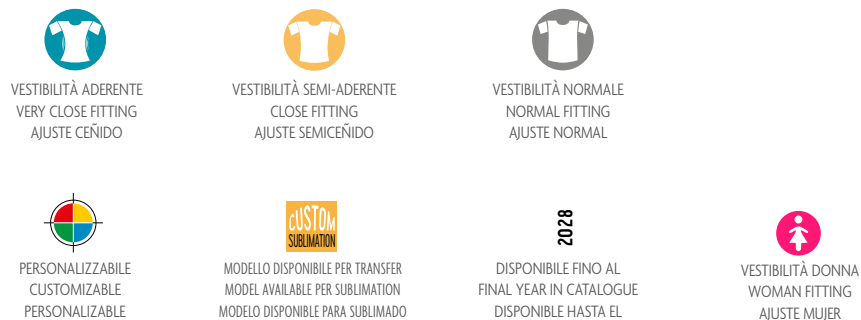 VESTIBILITÀ ADERENTE
VERY CLOSE FITTING
AJUSTE CEÑIDO
VESTIBILITÀ SEMI-ADERENTE
CLOSE FITTING
AJUSTE SEMICEÑIDO
VESTIBILITÀ NORMALE
NORMAL FITTING
AJUSTE NORMAL
PERSONALIZZABILE
CUSTOMIZABLE
PERSONALIZABLE
CUSTOM
SUBLIMATION
MODELLO DISPONIBILE PER TRANSFER
MODEL AVAILABLE PER SUBLIMATION
MODELO DISPONIBLE PARA SUBLIMADO
2028
DISPONIBILE FINO AL
FINAL YEAR IN CATALOGUE
DISPONIBLE HASTA EL
VESTIBILITÀ DONNA
WOMAN FITTING
AJUSTE MUJER